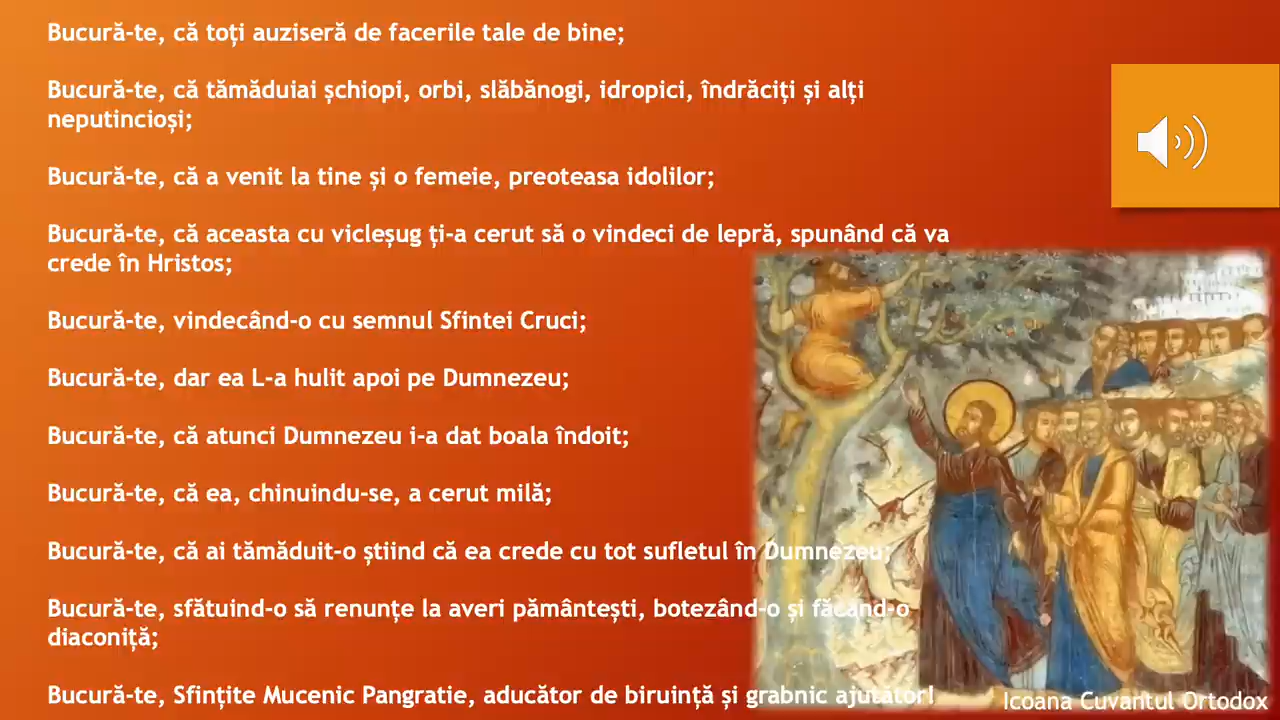 Bucură-te, că toți auziseră de facerile tale de bine;
Bucură-te, că tămăduiai șchiopi, orbi, slăbănogi, idropici, îndrăciți și alți
neputincioși;
Bucură-te, că a venit la tine și o femeie, preoteasa idolilor;
Bucură-te, că aceasta cu vicleșug ți-a cerut să o vindeci de lepră, spunând că va
crede în Hristos;
Bucură-te, vindecând-o cu semnul Sfintei Cruci;
Bucură-te, dar ea L-a hulit apoi pe Dumnezeu;
Bucură-te, că atunci Dumnezeu i-a dat boala îndoit;
Bucură-te, că ea, chinuindu-se, a cerut milă;
Bucură-te, că ai tămăduit-o știind că ea crede cu tot sufletul în Dumnezeu;
Bucură-te, sfătuind-o să renunțe la averi pământești, botezând-o și făcând-o
diaconiță;
Bucură-te, Sfințite Mucenic Pangratie, aducător de biruință și grabnic ajutător!
Icoana Cuvantul Ortodox